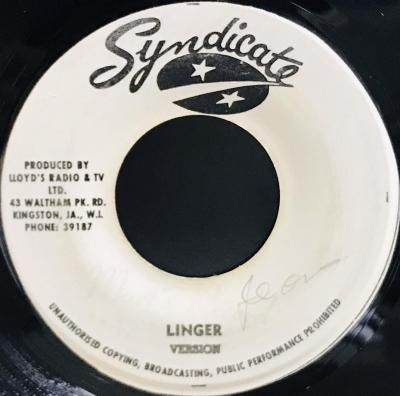 Syndicate
PRODUCED BY
LLOYD'S RADIO & TV
LTD.
43 WALTHAM PK. RD.
KINGSTON, JA., W.I.
PHONE: 39187
LINGER
VERSION
UNAUTHORISED COPYING, BROADCASTING, PUBLIC PERFORMANCE PROHIBITED